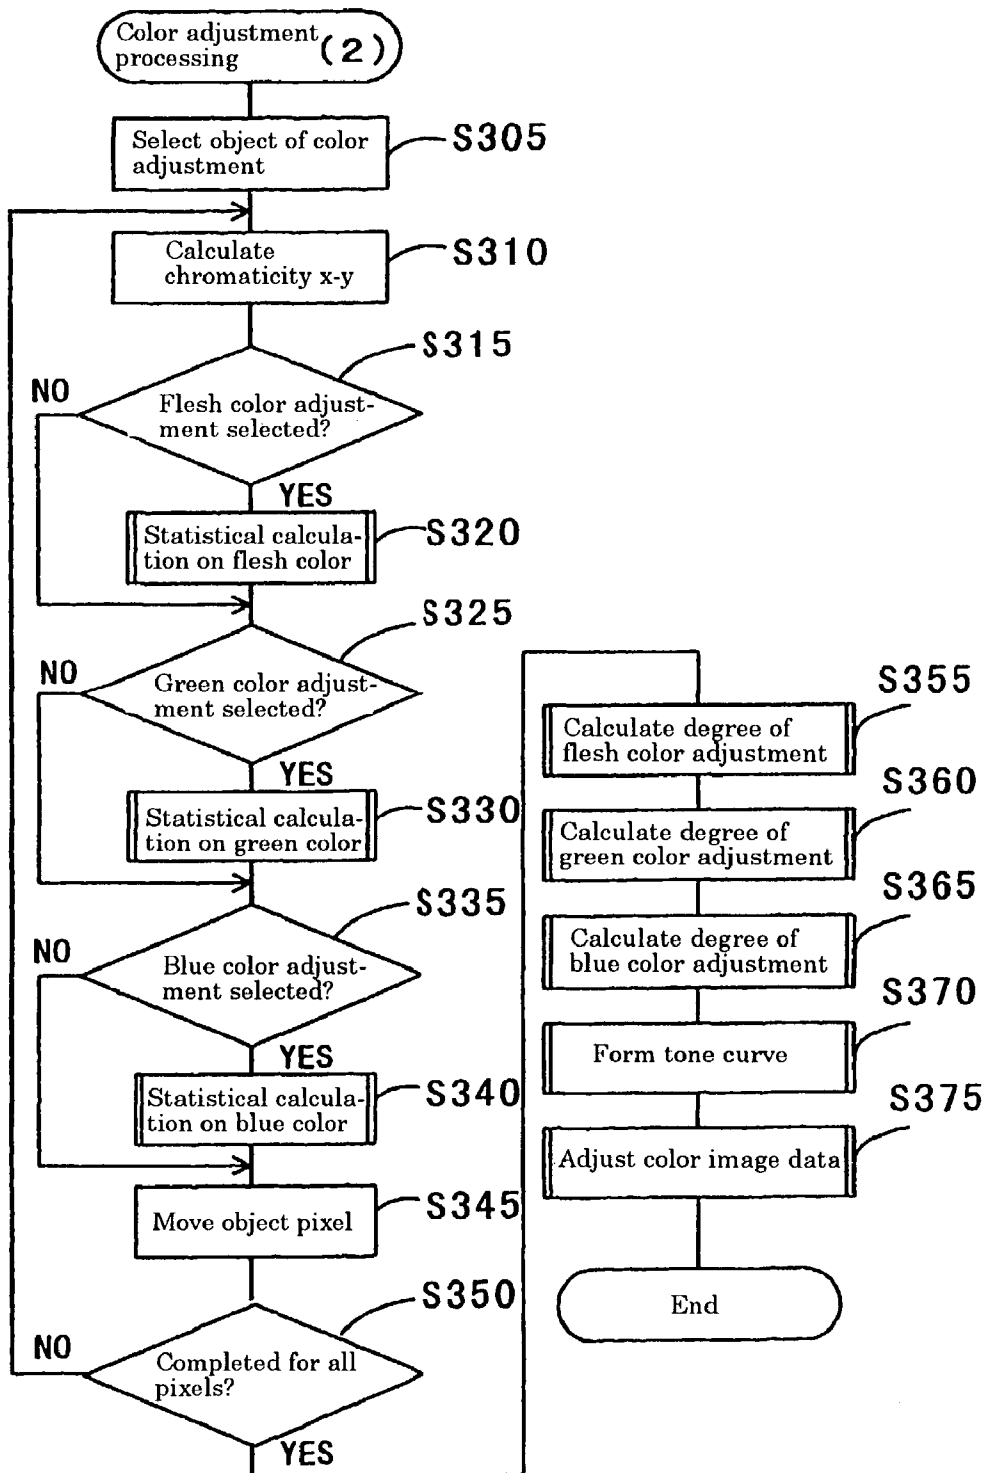 Color adjustment
processing (2)
Select object of color
adjustment
S305
Calculate
chromaticity x-y
S310
S315
NO
Flesh color adjust-
ment selected?
YES
Statistical calcula-
tion on flesh color
S320
S325
NO
Green color adjust-
ment selected?
YES
Statistical calcula-
tion on green color
S330
S335
NO
Blue color adjust-
ment selected?
YES
Statistical calcula-
tion on blue color
S340
Move object pixel
S345
S350
NO
Completed for all
pixels?
YES
S355
Calculate degree of
flesh color adjustment
S360
Calculate degree of
green color adjustment
S365
Calculate degree of
blue color adjustment
S370
Form tone curve
S375
Adjust color image data
End